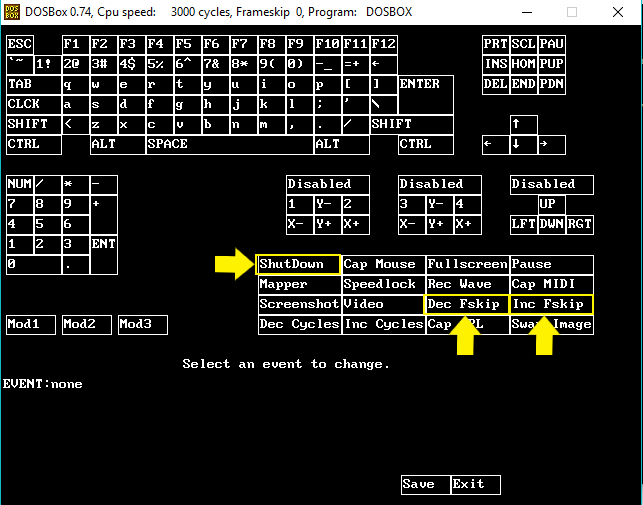 DOSBox 0.74, Cpu speed: 3000 cycles, Frameskip 0, Program: DOSBOX
ESC F1 F2 F3 F4 F5 F6 F7 F8 F9 F10 F11 F12 PRT SCL PAU
`~ 1! 2@ 3# 4$ 5% 6^ 7& 8* 9( 0) -_ =+ ← INS HOM PUP
TAB q w e r t y u i o p [ ] ENTER DEL END PDN
CLCK a s d f g h j k l ; ' \
SHIFT < z x c v b n m , . / SHIFT ↑
CTRL ALT SPACE ALT CTRL ← ↓ →
NUM / * - Disabled Disabled Disabled
7 8 9 + 1 Y- 2 3 Y- 4 UP
4 5 6 X- Y+ X+ X- Y+ X+ LFT DWN RGT
1 2 3 ENT
0 . ShutDown Cap Mouse Fullscreen Pause
Mapper Speedlock Rec Wave Cap MIDI
Screenshot Video Dec Fskip Inc Fskip
Mod1 Mod2 Mod3 Dec Cycles Inc Cycles Cap Image
Select an event to change.
EVENT:none
Save Exit